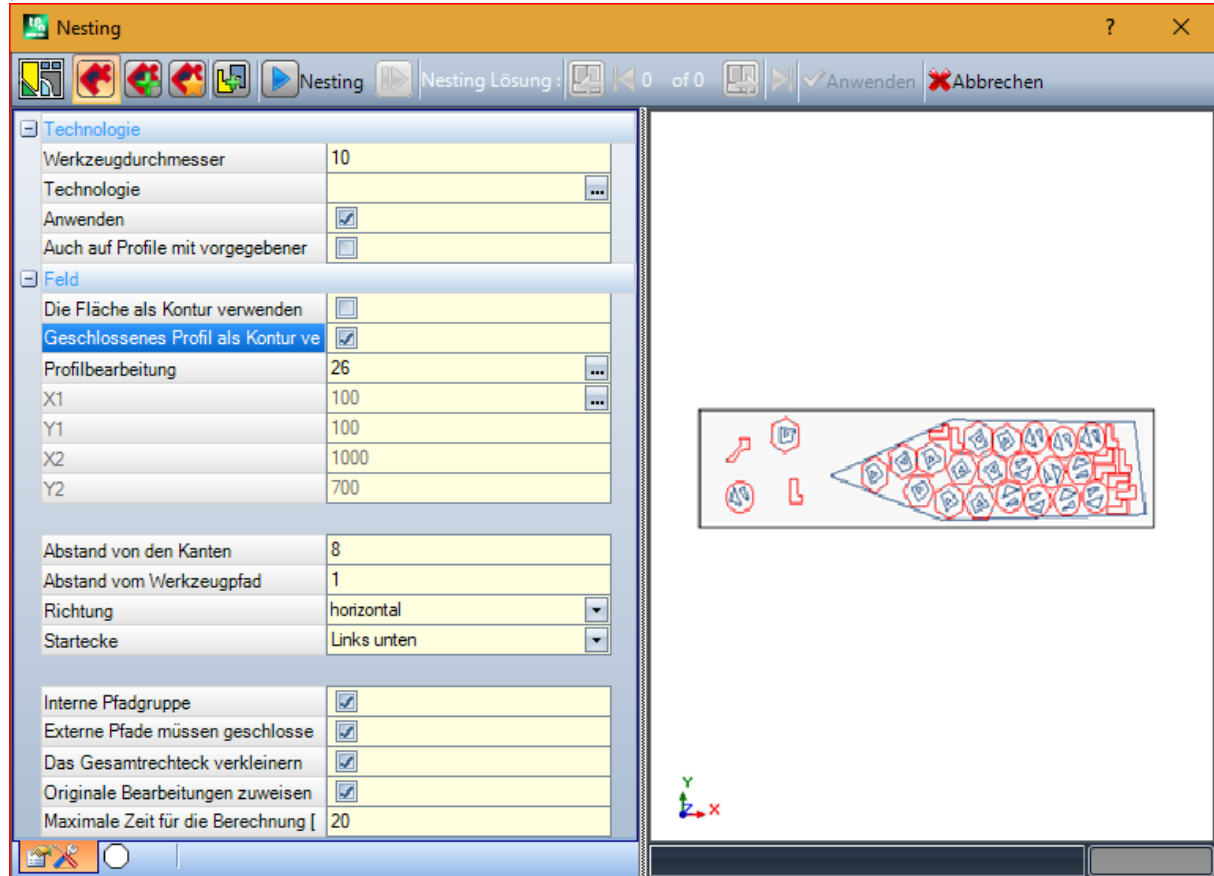 Nesting ?
Nesting Nesting Lösung : 0 of 0 Anwenden Abbrechen
Technologie
Werkzeugdurchmesser 10
Technologie ...
Anwenden
Auch auf Profile mit vorgegebener
Feld
Die Fläche als Kontur verwenden
Geschlossenes Profil als Kontur ve
Profilbearbeitung 26 ...
X1 100 ...
Y1 100
X2 1000
Y2 700
Abstand von den Kanten 8
Abstand vom Werkzeugpfad 1
Richtung horizontal
Startecke Links unten
Interne Pfadgruppe
Externe Pfade müssen geschlosse
Das Gesamtrechteck verkleinern
Originale Bearbeitungen zuweisen
Maximale Zeit für die Berechnung [ 20
Y
Z X